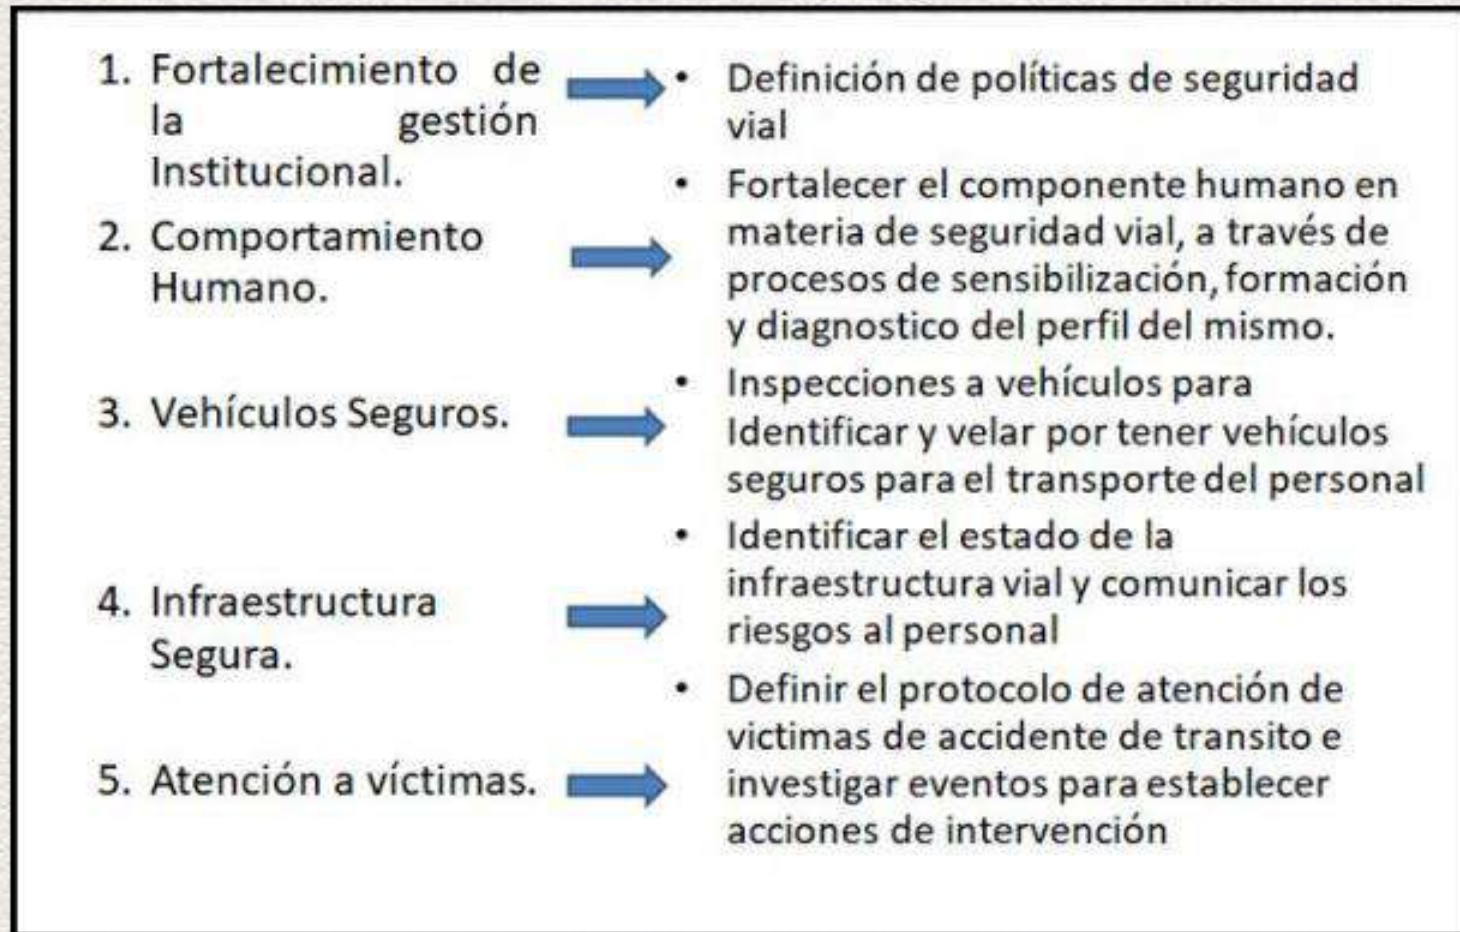 1. Fortalecimiento de
la gestión
Institucional.
• Definición de políticas de seguridad
vial
2. Comportamiento
Humano.
• Fortalecer el componente humano en
materia de seguridad vial, a través de
procesos de sensibilización, formación
y diagnostico del perfil del mismo.
3. Vehículos Seguros.
• Inspecciones a vehículos para
Identificar y velar por tener vehículos
seguros para el transporte del personal
4. Infraestructura
Segura.
• Identificar el estado de la
infraestructura vial y comunicar los
riesgos al personal
5. Atención a víctimas.
• Definir el protocolo de atención de
victimas de accidente de transito e
investigar eventos para establecer
acciones de intervención